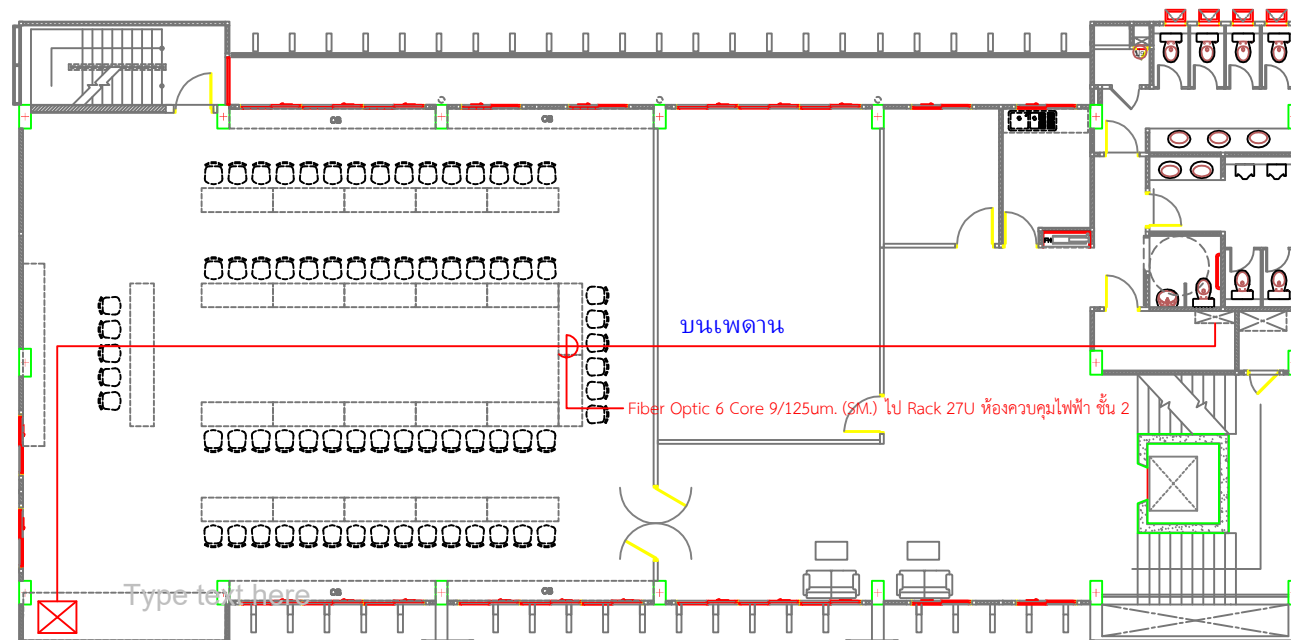 บนเพดาน
Fiber Optic 6 Core 9/125um. (SM.) ไป Rack 27U ห้องควบคุมไฟฟ้า ชั้น 2
Type text here